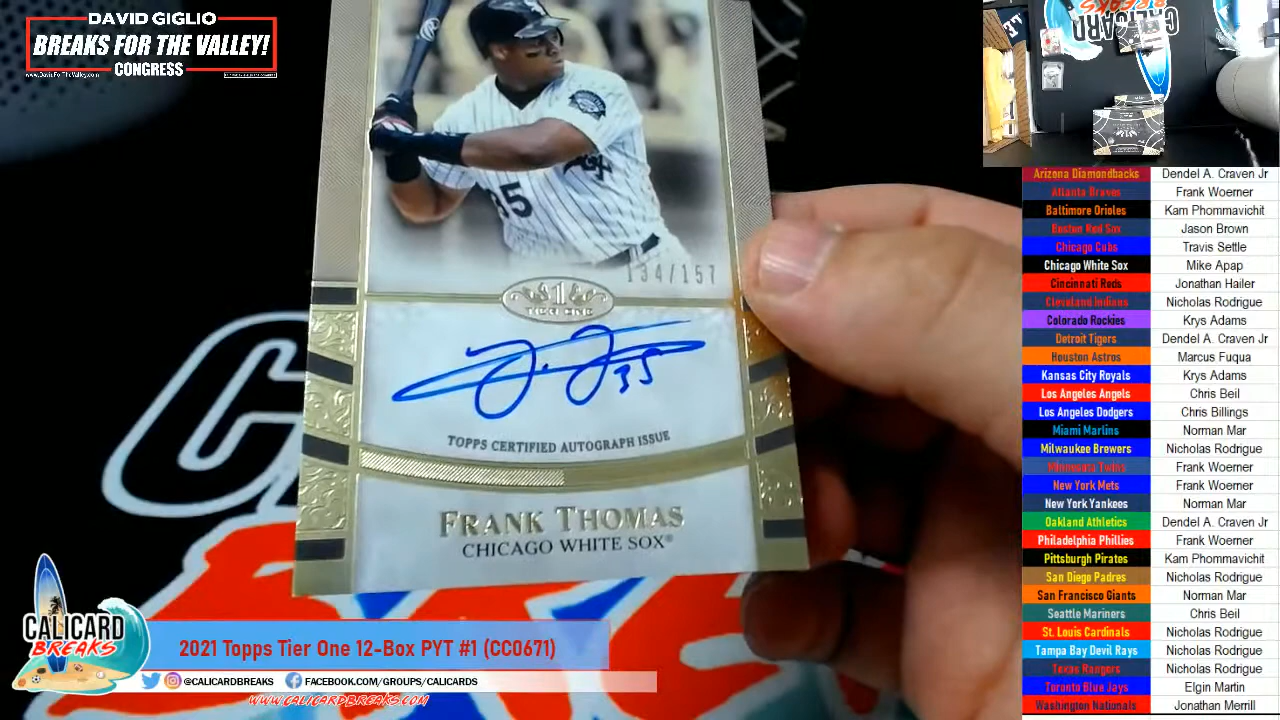 DAVID GIGLIO
BREAKS FOR THE VALLEY!
CONGRESS
www.DavidForTheValley.com
35
134/157
1
TIER ONE
35
TOPPS CERTIFIED AUTOGRAPH ISSUE
FRANK THOMAS
CHICAGO WHITE SOX®
CALICARD
BREAKS
2021 Topps Tier One 12-Box PYT #1 (CC0671)
@CALICARDBREAKS
FACEBOOK.COM/GROUPS/CALICARDS
WWW.CALICARDBREAKS.COM
Arizona Diamondbacks Dendel A. Craven Jr
Atlanta Braves Frank Woerner
Baltimore Orioles Kam Phommavichit
Boston Red Sox Jason Brown
Chicago Cubs Travis Settle
Chicago White Sox Mike Apap
Cincinnati Reds Jonathan Hailer
Cleveland Indians Nicholas Rodrigue
Colorado Rockies Krys Adams
Detroit Tigers Dendel A. Craven Jr
Houston Astros Marcus Fuqua
Kansas City Royals Krys Adams
Los Angeles Angels Chris Beil
Los Angeles Dodgers Chris Billings
Miami Marlins Norman Mar
Milwaukee Brewers Nicholas Rodrigue
Minnesota Twins Frank Woerner
New York Mets Frank Woerner
New York Yankees Norman Mar
Oakland Athletics Dendel A. Craven Jr
Philadelphia Phillies Frank Woerner
Pittsburgh Pirates Kam Phommavichit
San Diego Padres Nicholas Rodrigue
San Francisco Giants Norman Mar
Seattle Mariners Chris Beil
St. Louis Cardinals Nicholas Rodrigue
Tampa Bay Devil Rays Nicholas Rodrigue
Texas Rangers Nicholas Rodrigue
Toronto Blue Jays Elgin Martin
Washington Nationals Jonathan Merrill